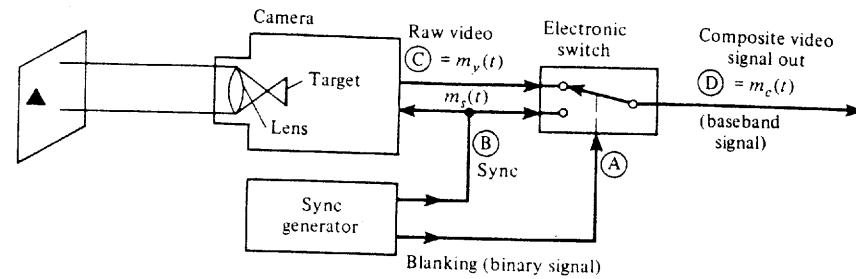 Camera
Raw video
Ⓒ = m_y(t)
Electronic
switch
Composite video
signal out
Ⓓ = m_c(t)
(baseband
signal)
Target
Lens
m_s(t)
Ⓑ
Sync
Ⓐ
Sync
generator
Blanking (binary signal)